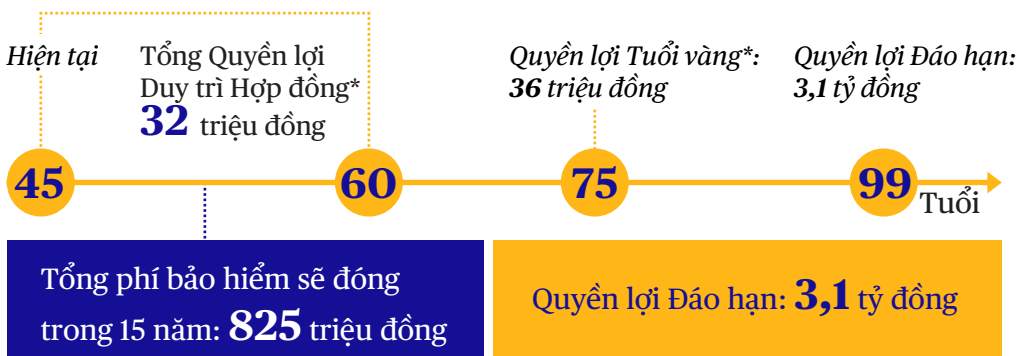 Hiện tại
Tổng Quyền lợi
Duy trì Hợp đồng*
32 triệu đồng
Quyền lợi Tuổi vàng*:
36 triệu đồng
Quyền lợi Đáo hạn:
3,1 tỷ đồng
45
60
75
99
Tuổi
Tổng phí bảo hiểm sẽ đóng
trong 15 năm: 825 triệu đồng
Quyền lợi Đáo hạn: 3,1 tỷ đồng